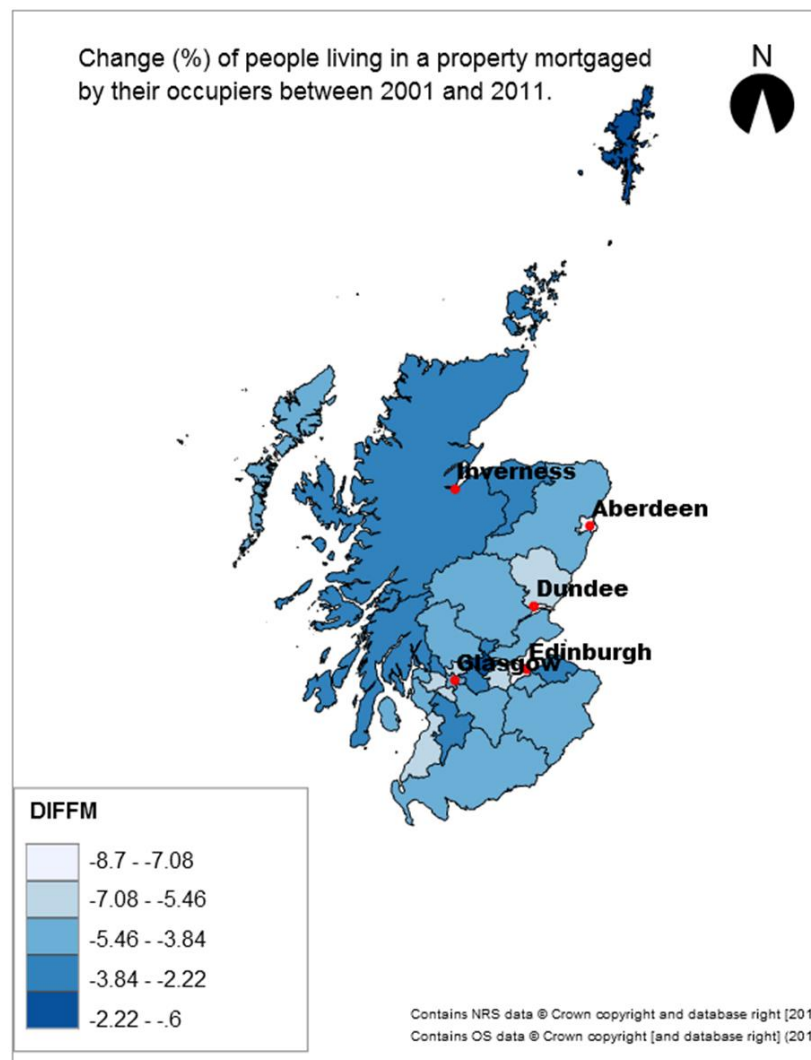 Change (%) of people living in a property mortgaged
by their occupiers between 2001 and 2011.
N
Inverness
Aberdeen
Dundee
Edinburgh
Glasgow
DIFFM
-8.7 - -7.08
-7.08 - -5.46
-5.46 - -3.84
-3.84 - -2.22
-2.22 - -.6
Contains NRS data © Crown copyright and database right [201
Contains OS data © Crown copyright [and database right] (201